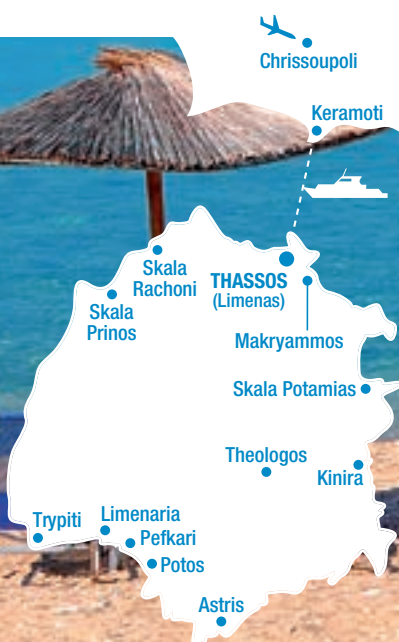 Chrissoupoli
Keramoti
Skala
Rachoni
THASSOS
(Limenas)
Skala
Prinos
Makryammos
Skala Potamias
Theologos
Kinira
Trypiti
Limenaria
Pefkari
Potos
Astris